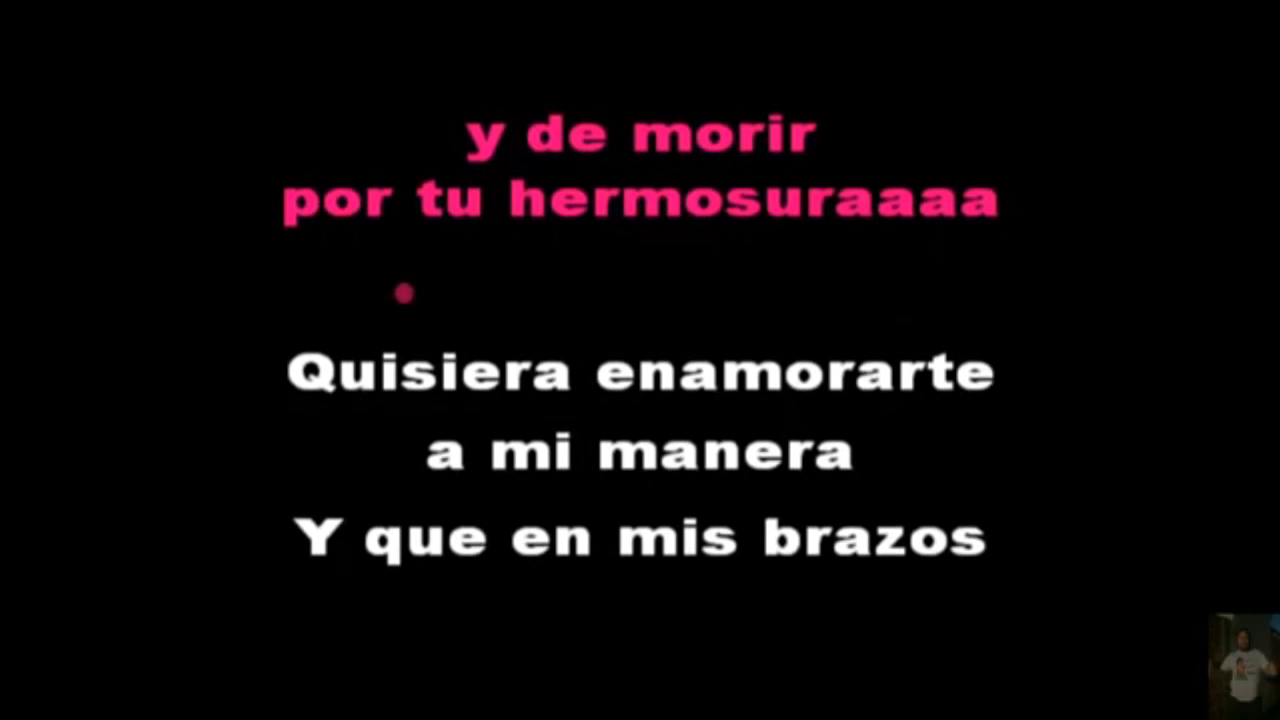 y de morir
por tu hermosuraaaa
Quisiera enamorarte
a mi manera
Y que en mis brazos